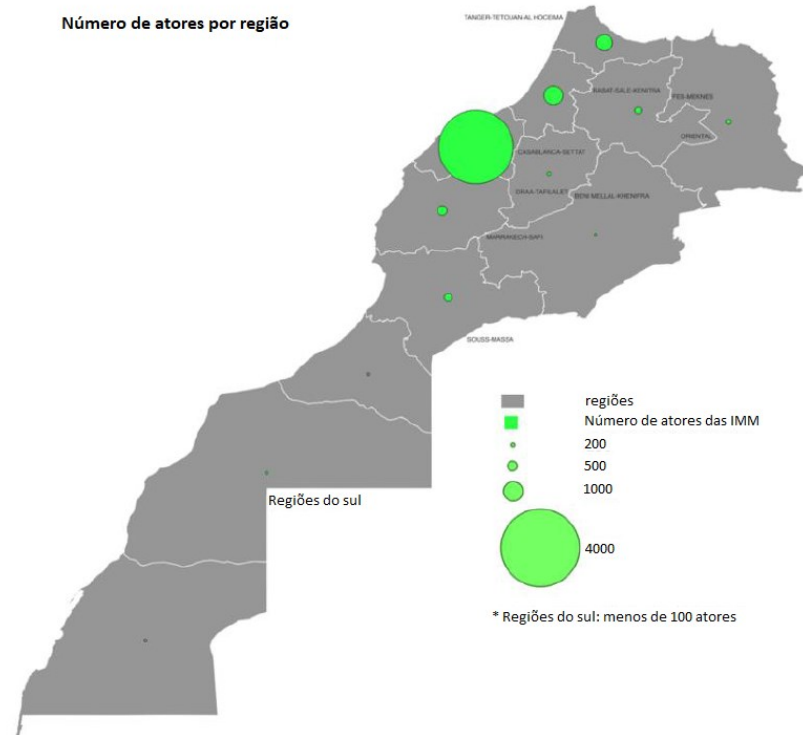 Número de atores por região
TANGER-TETOUAN-AL HOCEIMA
RABAT-SALE-KENITRA
FES-MEKNES
ORIENTAL
CASABLANCA-SETTAT
DRAA-TAFILALET
BENI MELLAL-KHENIFRA
MARRAKECH-SAFI
SOUSS-MASSA
Regiões do sul
regiões
Número de atores das IMM
200
500
1000
4000
* Regiões do sul: menos de 100 atores